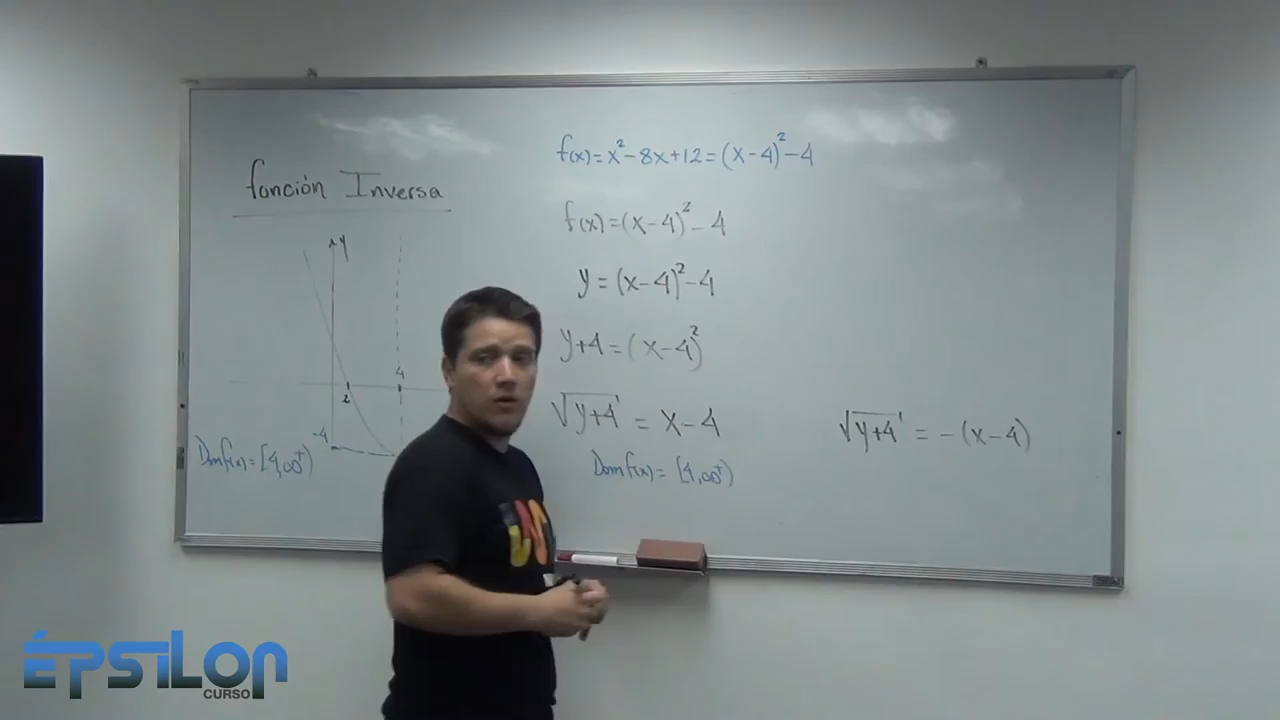 f(x)=x²-8x+12=(x-4)²-4
función Inversa
f(x)=(x-4)²-4
y=(x-4)²-4
y+4=(x-4)²
√y+4 = x-4
Dom f(x)= [4,∞⁺)
√y+4 = -(x-4)
y
4
2
-4
Dom f(x)= [4,∞⁺)
ÉPSILON
CURSO